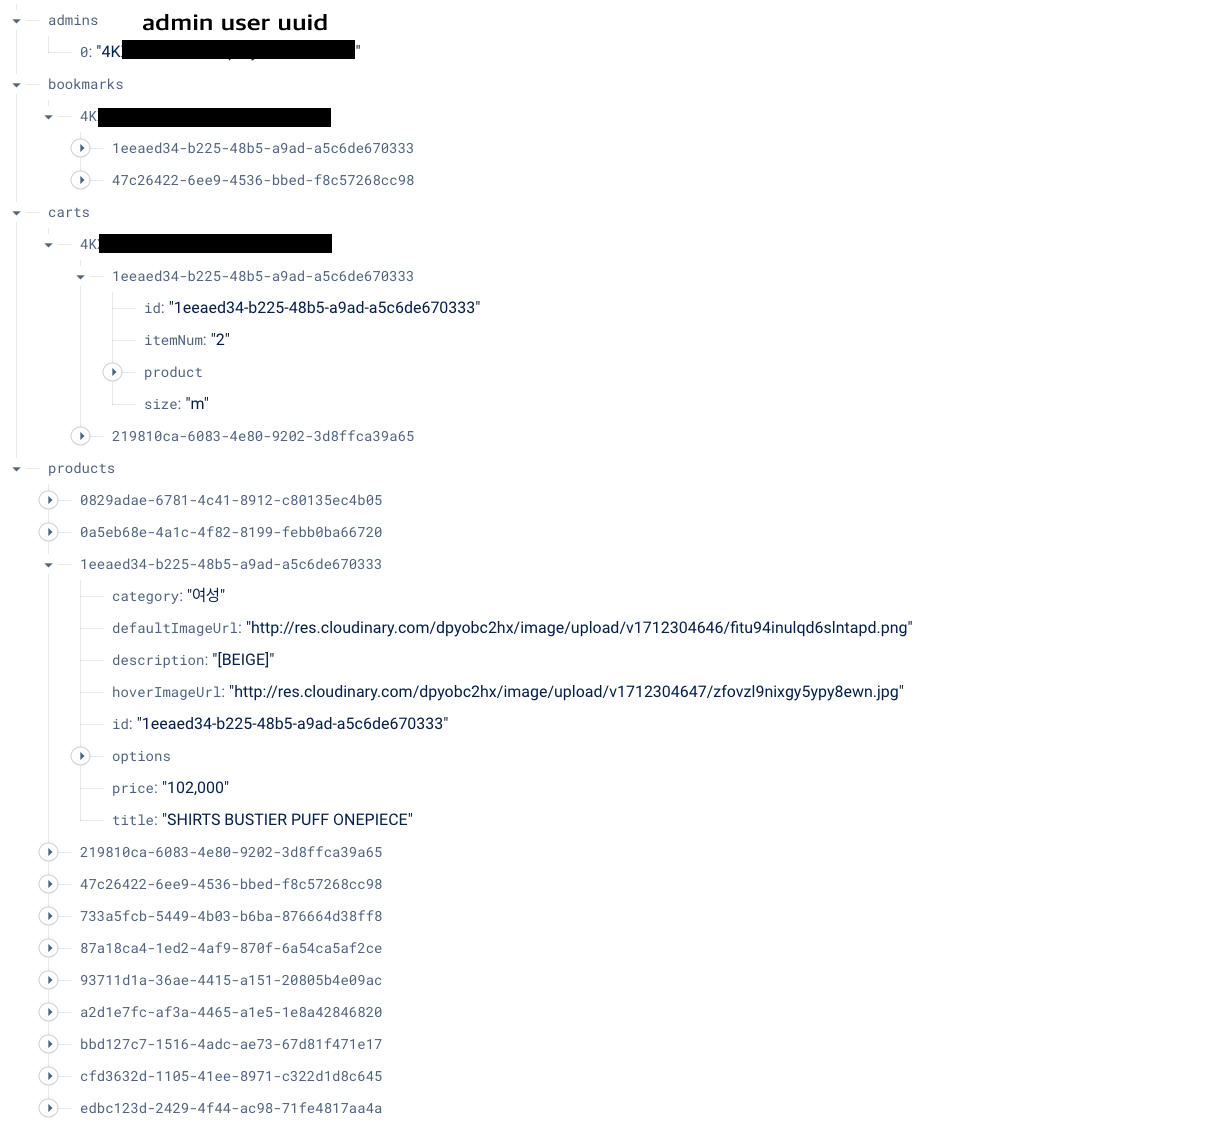 admins
admin user uuid
0: "4K "
bookmarks
4K
1eeaed34-b225-48b5-a9ad-a5c6de670333
47c26422-6ee9-4536-bbed-f8c57268cc98
carts
4K
1eeaed34-b225-48b5-a9ad-a5c6de670333
id: "1eeaed34-b225-48b5-a9ad-a5c6de670333"
itemNum: "2"
product
size: "m"
219810ca-6083-4e80-9202-3d8ffca39a65
products
0829adae-6781-4c41-8912-c80135ec4b05
0a5eb68e-4a1c-4f82-8199-febb0ba66720
1eeaed34-b225-48b5-a9ad-a5c6de670333
category: "여성"
defaultImageUrl: "http://res.cloudinary.com/dpyobc2hx/image/upload/v1712304646/fitu94inulqd6slntapd.png"
description: "[BEIGE]"
hoverImageUrl: "http://res.cloudinary.com/dpyobc2hx/image/upload/v1712304647/zfovzl9nixgy5ypy8ewn.jpg"
id: "1eeaed34-b225-48b5-a9ad-a5c6de670333"
options
price: "102,000"
title: "SHIRTS BUSTIER PUFF ONEPIECE"
219810ca-6083-4e80-9202-3d8ffca39a65
47c26422-6ee9-4536-bbed-f8c57268cc98
733a5fcb-5449-4b03-b6ba-876664d38ff8
87a18ca4-1ed2-4af9-870f-6a54ca5af2ce
93711d1a-36ae-4415-a151-20805b4e09ac
a2d1e7fc-af3a-4465-a1e5-1e8a42846820
bbd127c7-1516-4adc-ae73-67d81f471e17
cfd3632d-1105-41ee-8971-c322d1d8c645
edbc123d-2429-4f44-ac98-71fe4817aa4a